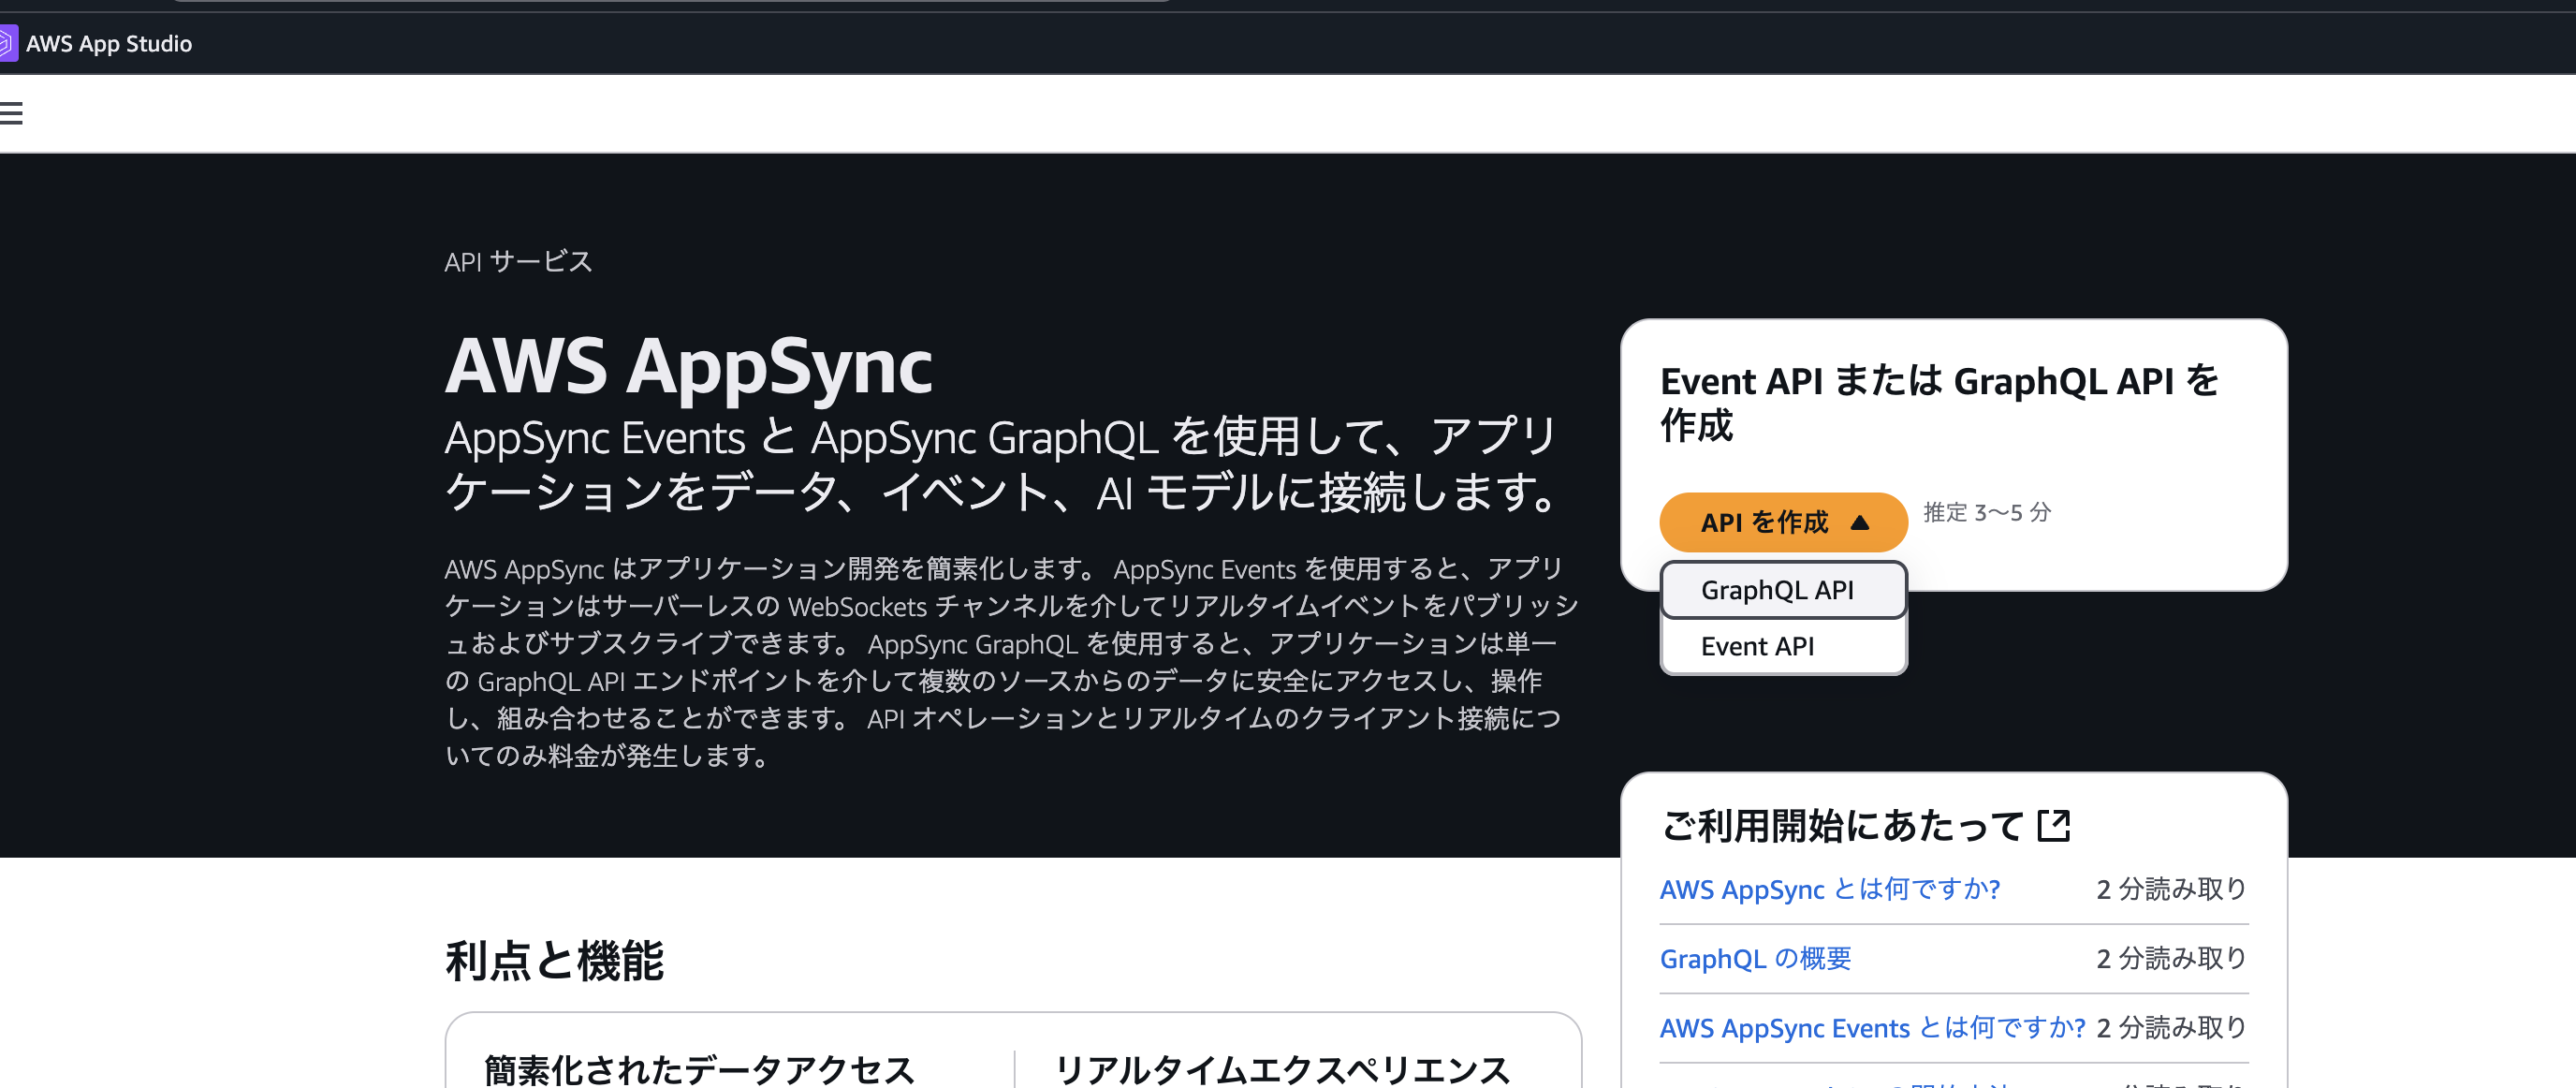 AWS App Studio
API サービス
AWS AppSync
AppSync Events と AppSync GraphQL を使用して、アプリ
ケーションをデータ、イベント、AI モデルに接続します。
AWS AppSync はアプリケーション開発を簡素化します。 AppSync Events を使用すると、アプリ
ケーションはサーバーレスの WebSockets チャンネルを介してリアルタイムイベントをパブリッシ
ュおよびサブスクライブできます。 AppSync GraphQL を使用すると、アプリケーションは単一
の GraphQL API エンドポイントを介して複数のソースからのデータに安全にアクセスし、操作
し、組み合わせることができます。 API オペレーションとリアルタイムのクライアント接続につ
いてのみ料金が発生します。
Event API または GraphQL API を
作成
API を作成
推定 3〜5 分
GraphQL API
Event API
ご利用開始にあたって
AWS AppSync とは何ですか? 2 分読み取り
GraphQL の概要 2 分読み取り
AWS AppSync Events とは何ですか? 2 分読み取り
利点と機能
簡素化されたデータアクセス
リアルタイムエクスペリエンス